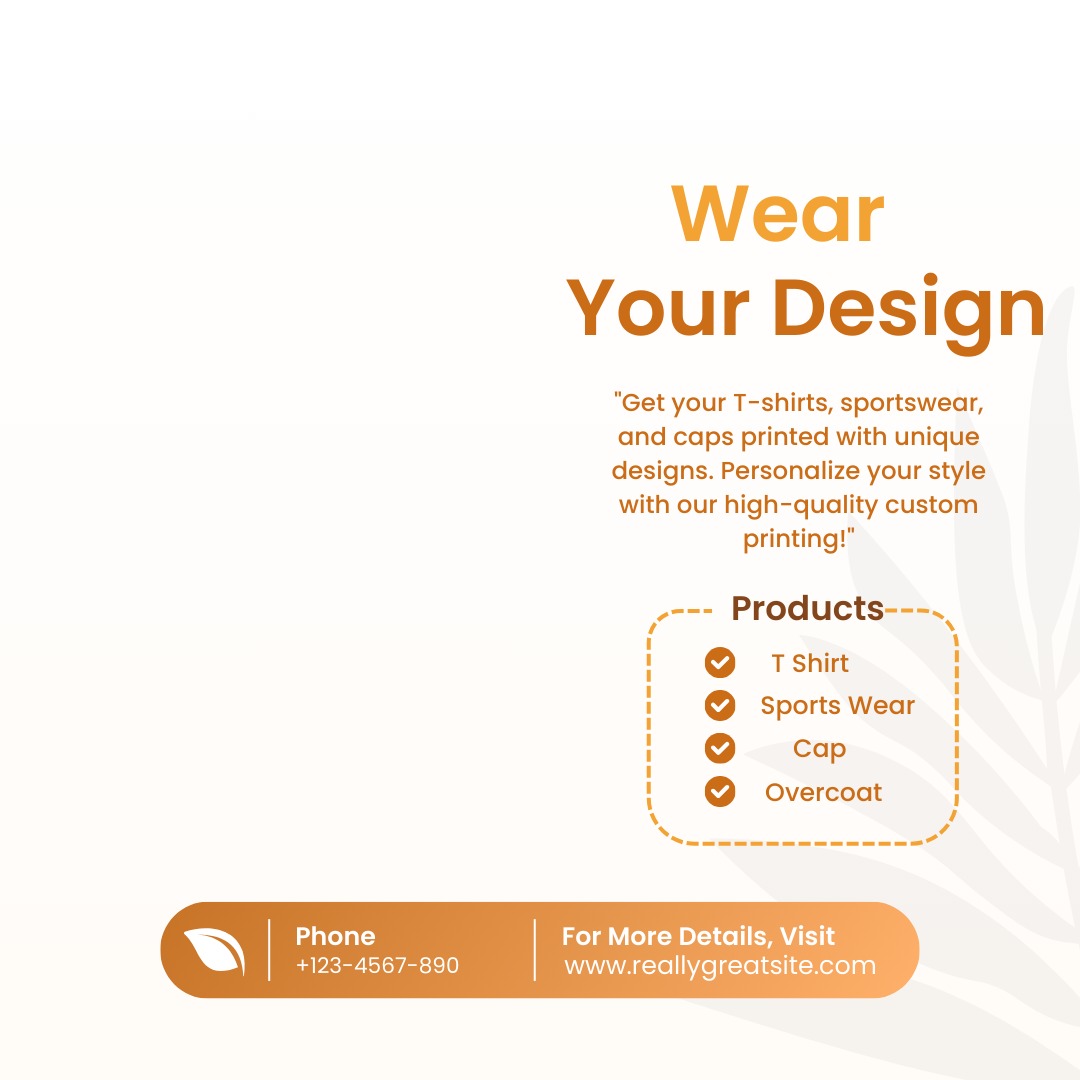 Wear
Your Design
"Get your T-shirts, sportswear,
and caps printed with unique
designs. Personalize your style
with our high-quality custom
printing!"
Products
T Shirt
Sports Wear
Cap
Overcoat
Phone
+123-4567-890
For More Details, Visit
www.reallygreatsite.com